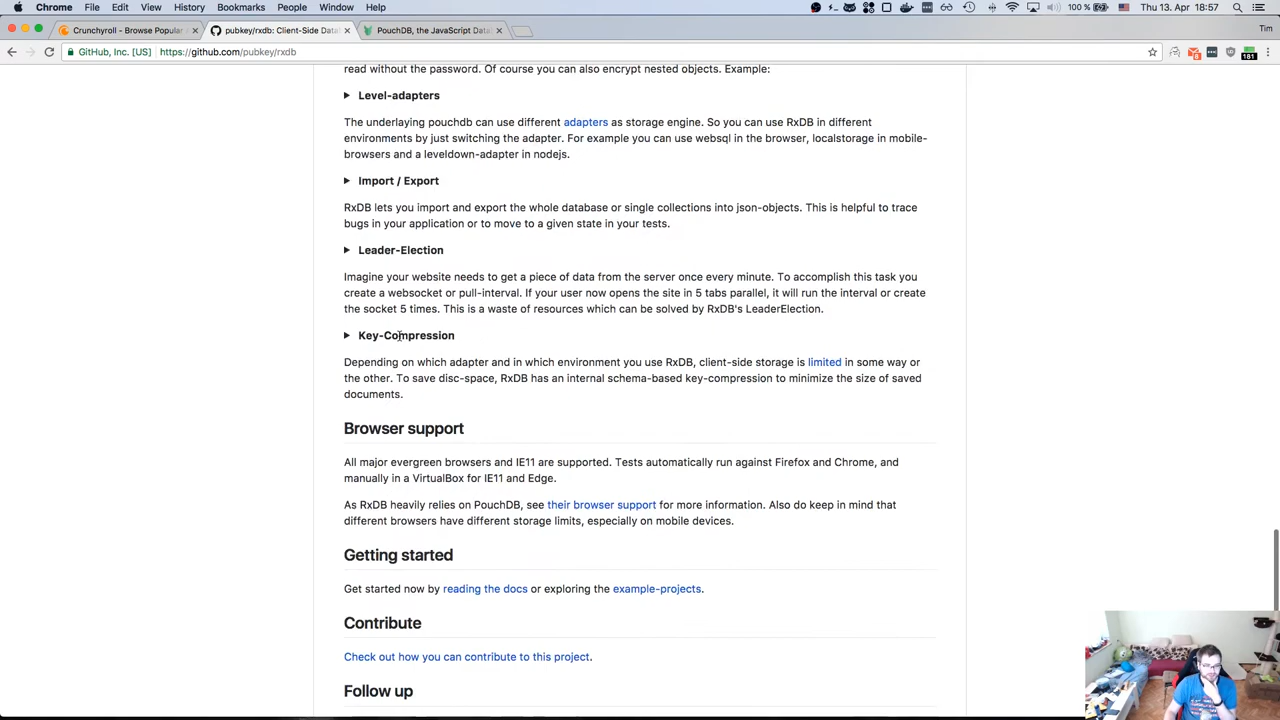 Chrome File Edit View History Bookmarks People Window Help 100 % Thu 13. Apr 18:57
Crunchyroll - Browse Popular
pubkey/rxdb: Client-Side Data
PouchDB, the JavaScript Data
Tim
GitHub, Inc. [US] https://github.com/pubkey/rxdb
8
181
read without the password. Of course you can also encrypt nested objects. Example:
Level-adapters
The underlaying pouchdb can use different adapters as storage engine. So you can use RxDB in different
environments by just switching the adapter. For example you can use websql in the browser, localstorage in mobile-
browsers and a leveldown-adapter in nodejs.
Import / Export
RxDB lets you import and export the whole database or single collections into json-objects. This is helpful to trace
bugs in your application or to move to a given state in your tests.
Leader-Election
Imagine your website needs to get a piece of data from the server once every minute. To accomplish this task you
create a websocket or pull-interval. If your user now opens the site in 5 tabs parallel, it will run the interval or create
the socket 5 times. This is a waste of resources which can be solved by RxDB's LeaderElection.
Key-Compression
Depending on which adapter and in which environment you use RxDB, client-side storage is limited in some way or
the other. To save disc-space, RxDB has an internal schema-based key-compression to minimize the size of saved
documents.
Browser support
All major evergreen browsers and IE11 are supported. Tests automatically run against Firefox and Chrome, and
manually in a VirtualBox for IE11 and Edge.
As RxDB heavily relies on PouchDB, see their browser support for more information. Also do keep in mind that
different browsers have different storage limits, especially on mobile devices.
Getting started
Get started now by reading the docs or exploring the example-projects.
Contribute
Check out how you can contribute to this project.
Follow up